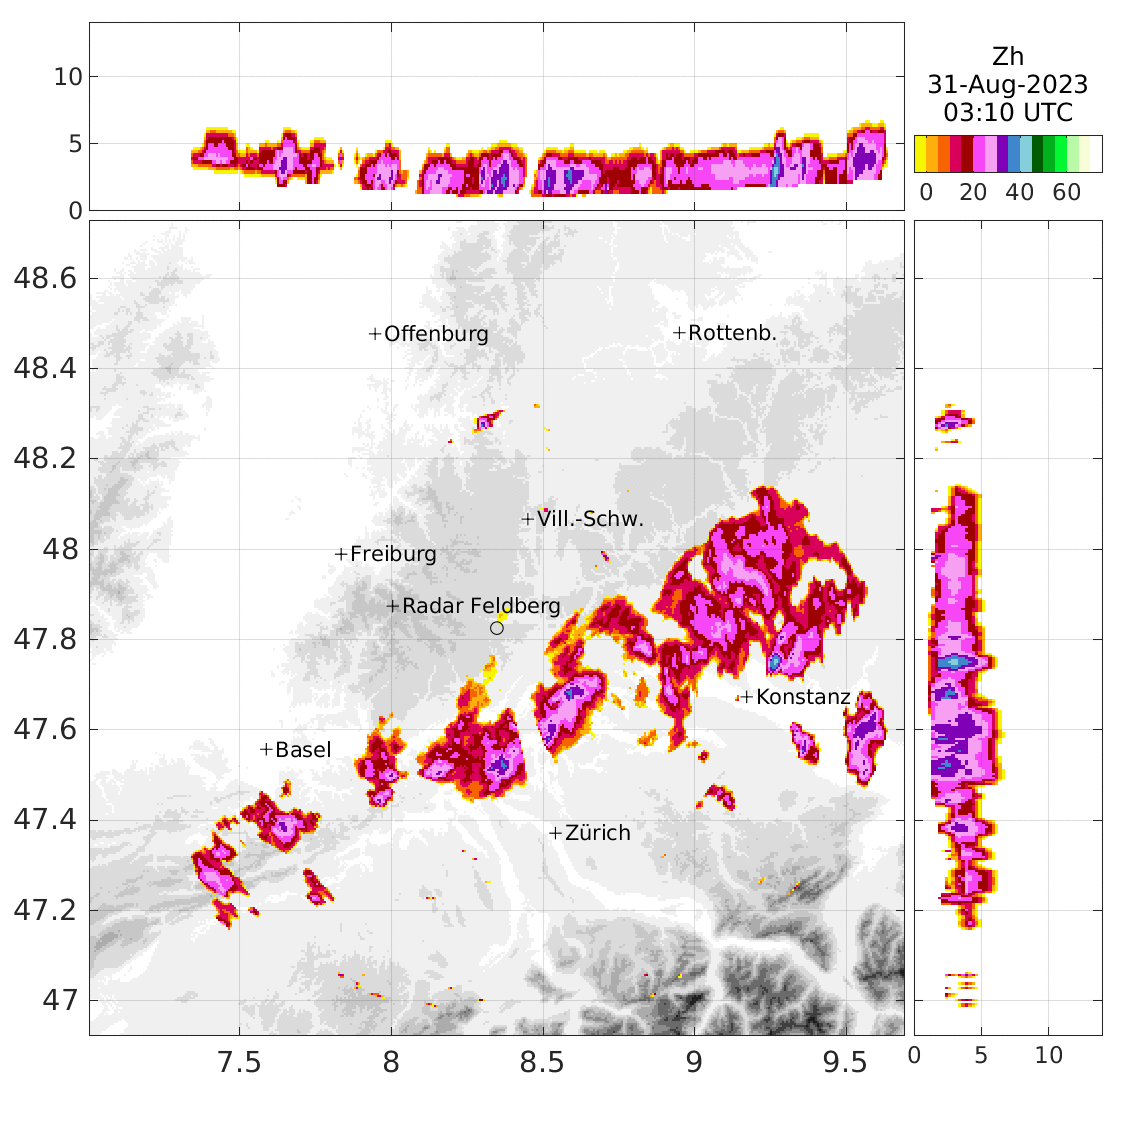 10
5
0
Zh
31-Aug-2023
03:10 UTC
0 20 40 60
48.6
48.4
48.2
48
47.8
47.6
47.4
47.2
47
Offenburg
Rottenb.
Vill.-Schw.
Freiburg
Radar Feldberg
Konstanz
Basel
Zürich
7.5 8 8.5 9 9.5
0 5 10